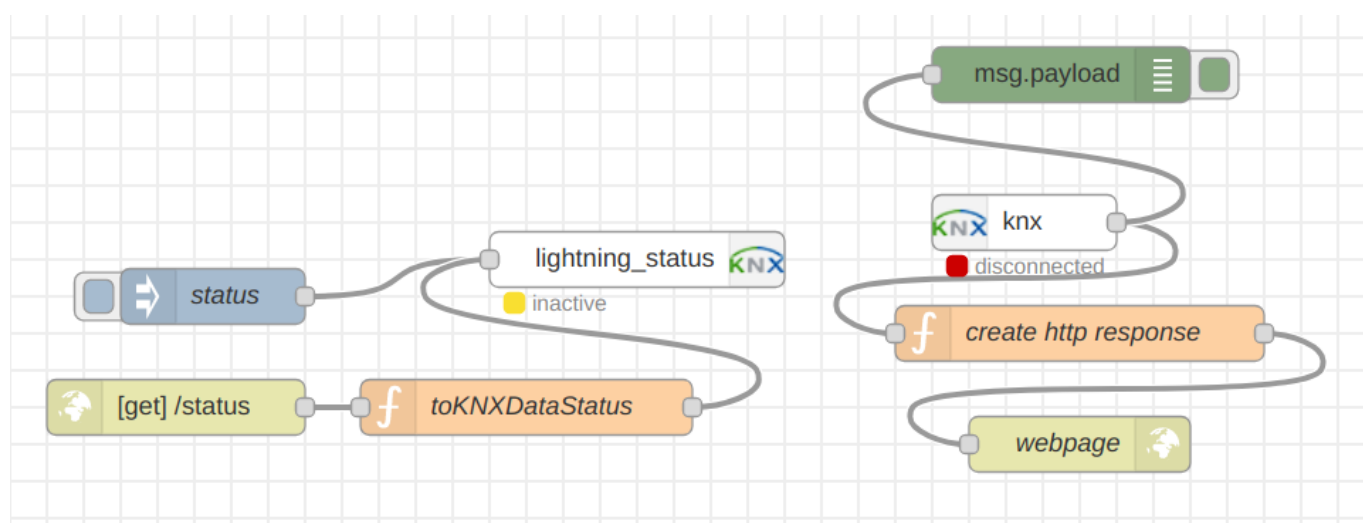 msg.payload
KNX knx
disconnected
lightning_status KNX
inactive
status
create http response
[get] /status
toKNXDataStatus
webpage